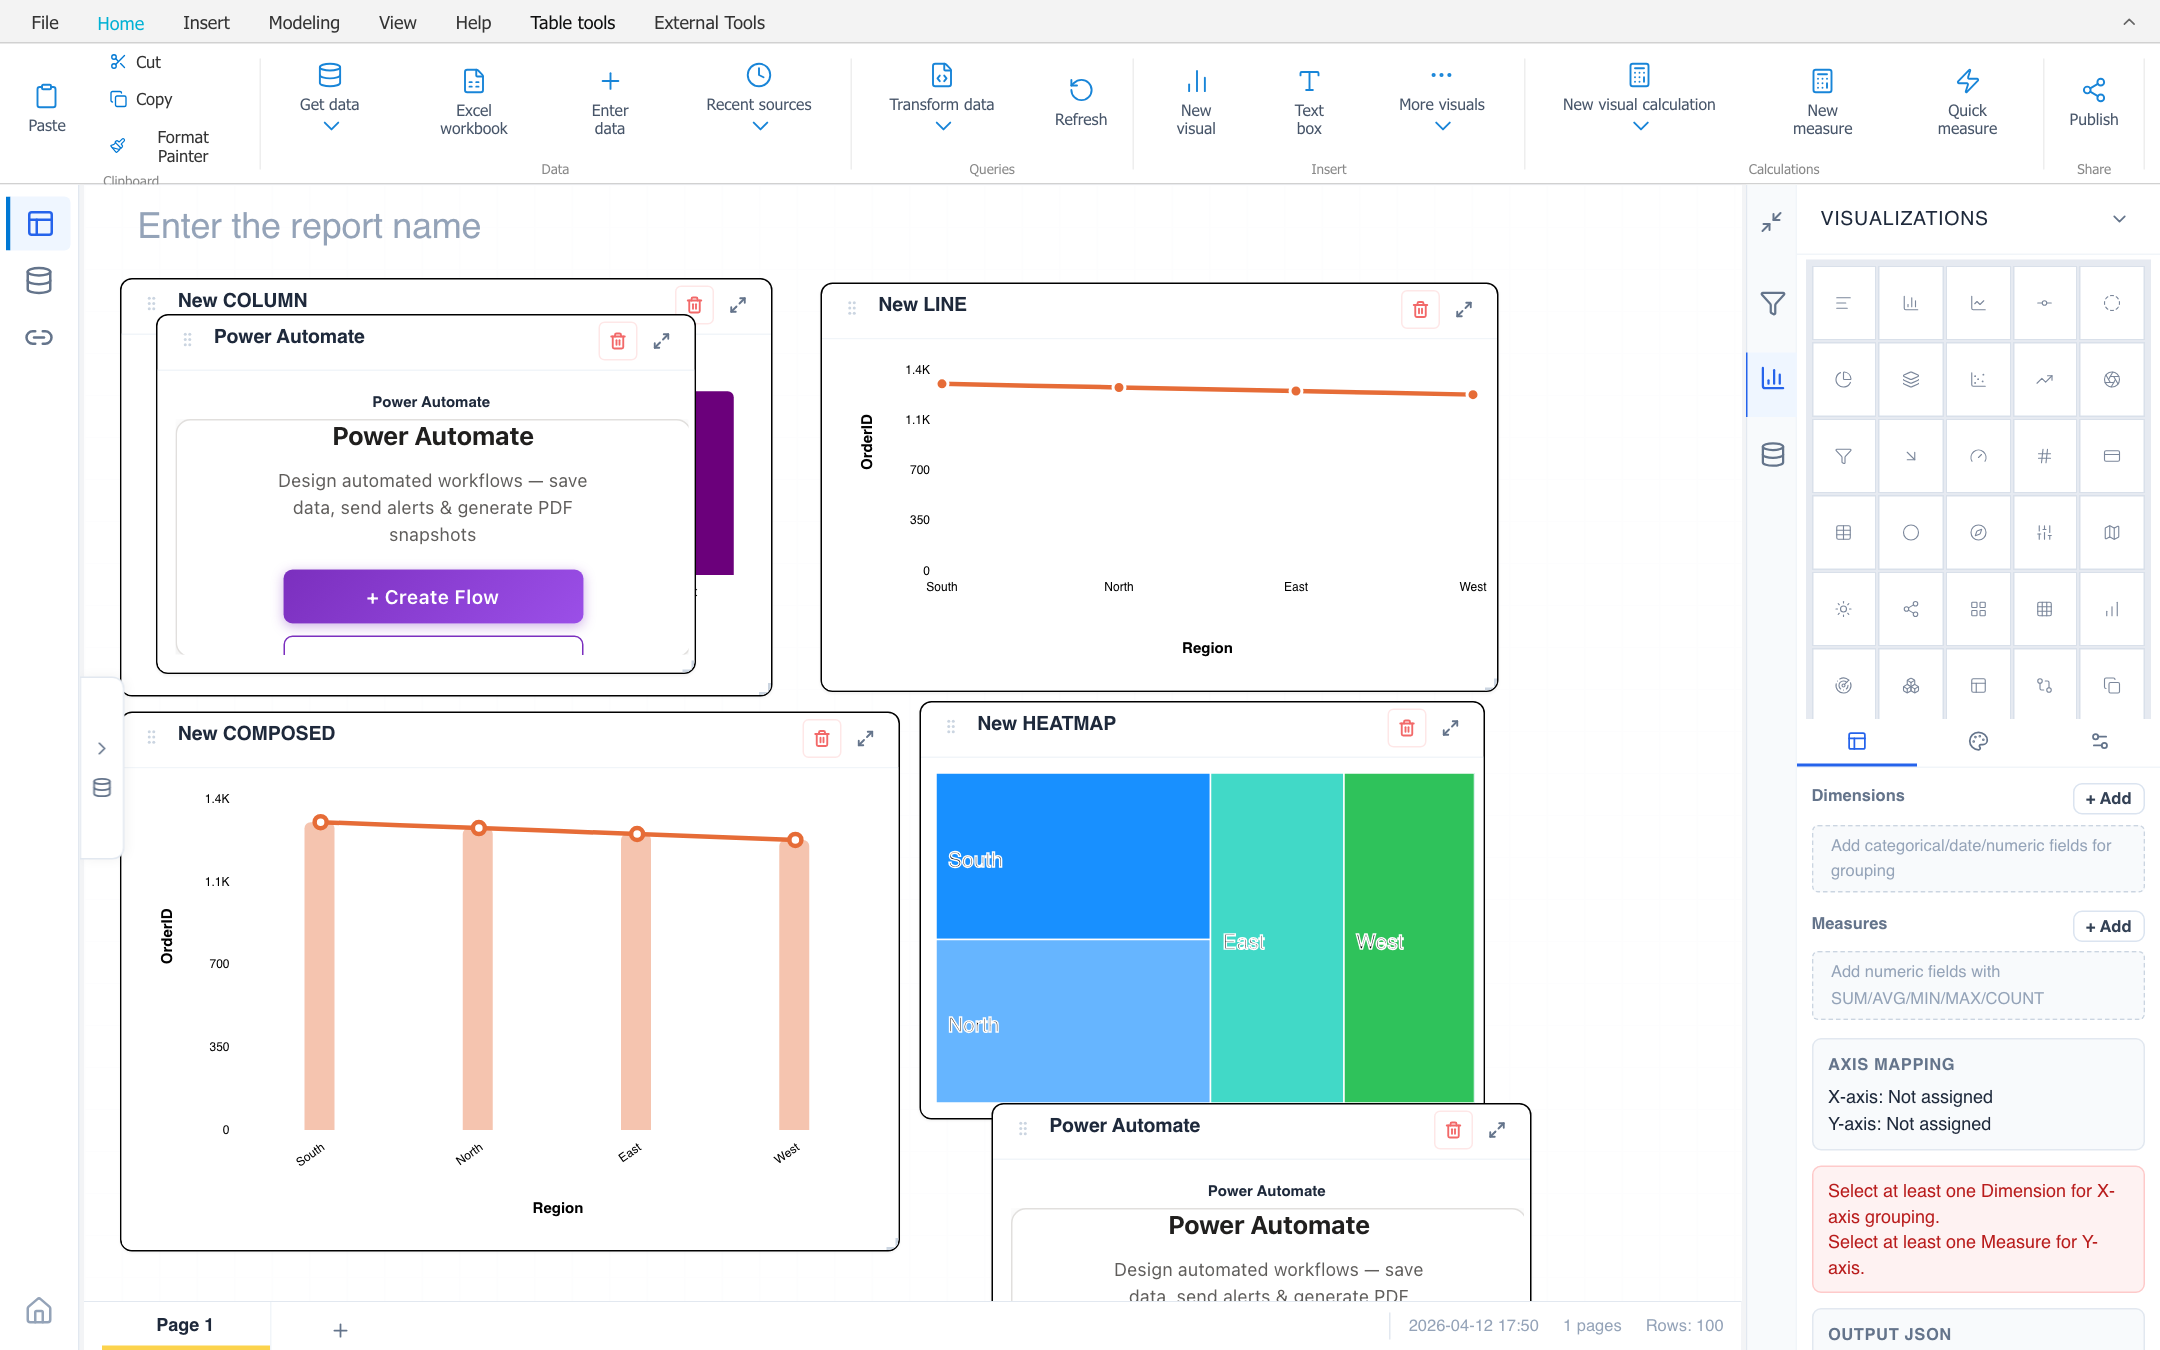 File Home Insert Modeling View Help Table tools External Tools
Paste
Cut
Copy
Format
Painter
Clipboard
Get data
Excel
workbook
Enter
data
Recent sources
Data
Transform data
Refresh
Queries
New
visual
Text
box
More visuals
Insert
New visual calculation
New
measure
Quick
measure
Calculations
Publish
Share
Enter the report name
New COLUMN
Power Automate
Power Automate
Power Automate
Design automated workflows — save
data, send alerts & generate PDF
snapshots
+ Create Flow
New LINE
1.4K
1.1K
700
350
0
OrderID
South North East West
Region
New COMPOSED
1.4K
1.1K
700
350
0
OrderID
South North East West
Region
New HEATMAP
South
North
East
West
Power Automate
Power Automate
Power Automate
Design automated workflows — save
data, send alerts & generate PDF
Page 1
2026-04-12 17:50 1 pages Rows: 100
VISUALIZATIONS
Dimensions
+ Add
Add categorical/date/numeric fields for
grouping
Measures
+ Add
Add numeric fields with
SUM/AVG/MIN/MAX/COUNT
AXIS MAPPING
X-axis: Not assigned
Y-axis: Not assigned
Select at least one Dimension for X-
axis grouping.
Select at least one Measure for Y-
axis.
OUTPUT JSON